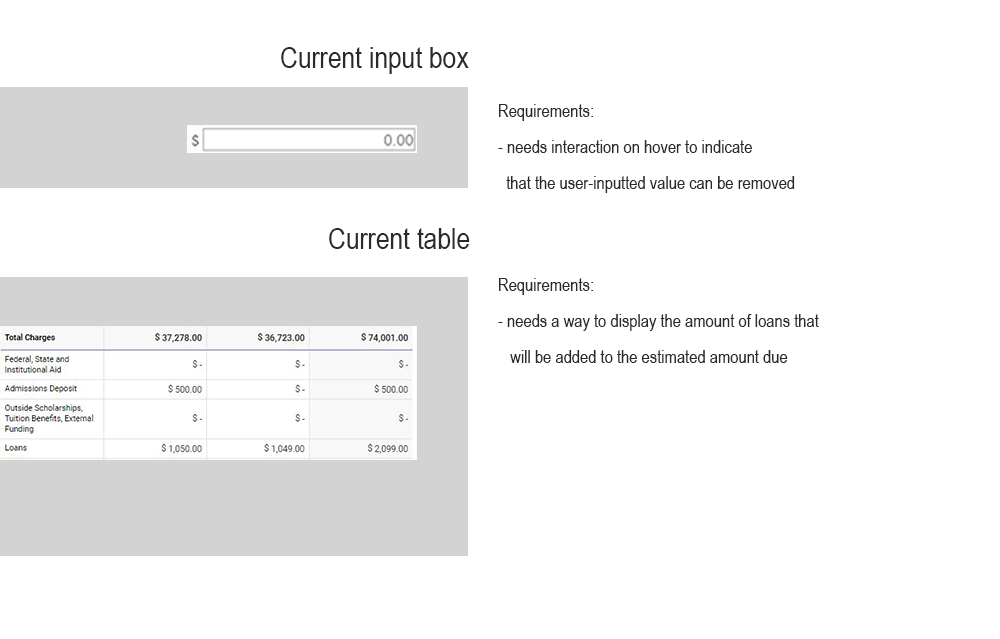 Current input box
$ 0.00
Requirements:
- needs interaction on hover to indicate
that the user-inputted value can be removed
Current table
Total Charges $ 37,278.00 $ 36,723.00 $ 74,001.00
Federal, State and
Institutional Aid $ - $ - $ -
Admissions Deposit $ 500.00 $ - $ 500.00
Outside Scholarships,
Tuition Benefits, External $ - $ - $ -
Funding
Loans $ 1,050.00 $ 1,049.00 $ 2,099.00
Requirements:
- needs a way to display the amount of loans that
will be added to the estimated amount due